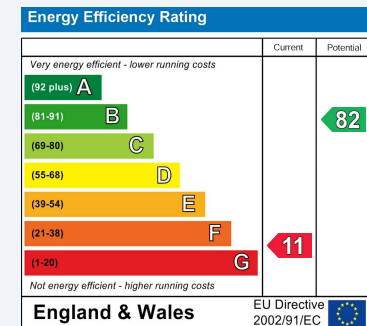 Energy Efficiency Rating
Current Potential
Very energy efficient - lower running costs
(92 plus) A
(81-91) B
82
(69-80) C
(55-68) D
(39-54) E
(21-38) F
11
(1-20) G
Not energy efficient - higher running costs
England & Wales
EU Directive
2002/91/EC